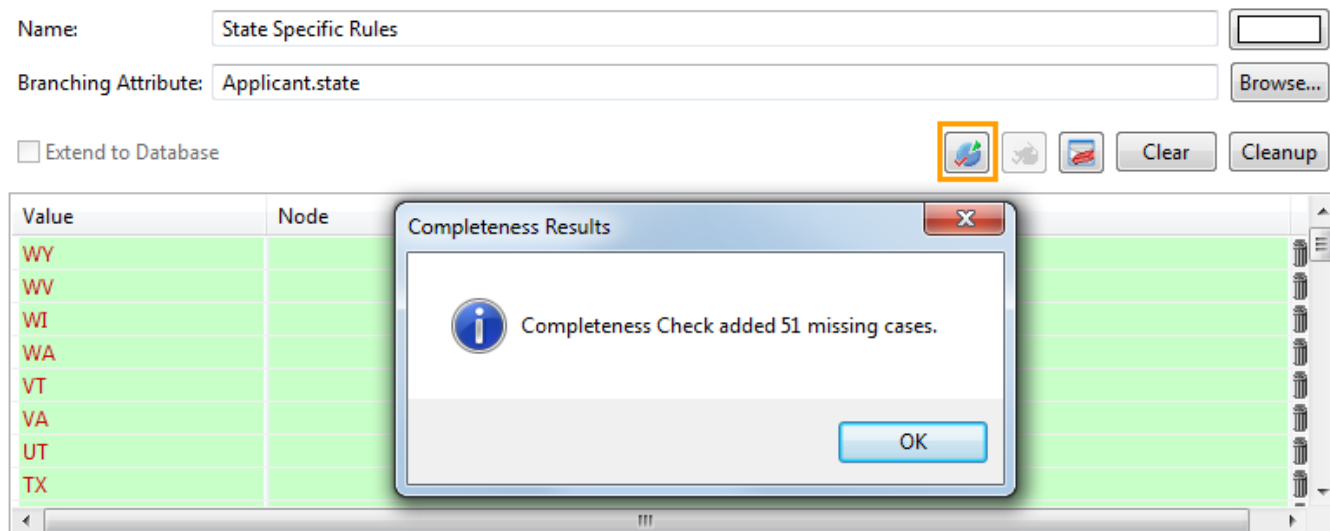 Name: State Specific Rules
Branching Attribute: Applicant.state Browse...
Extend to Database Clear Cleanup
Value Node
Completeness Results
WY
WV
WI
Completeness Check added 51 missing cases.
WA
VT
VA
UT
OK
TX